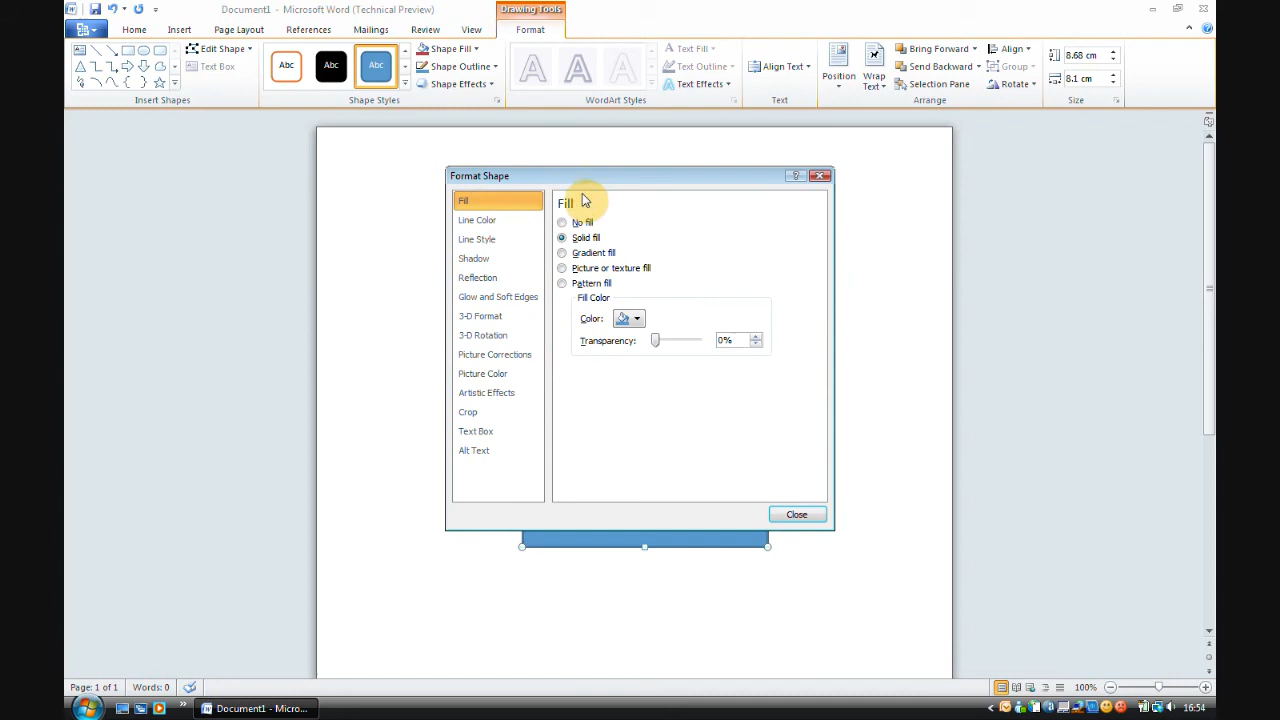 Document1 - Microsoft Word (Technical Preview)
Drawing Tools
Home Insert Page Layout References Mailings Review View Format
Edit Shape
Text Box
Insert Shapes
Abc Abc Abc
Shape Fill
Shape Outline
Shape Effects
Shape Styles
A A A
Text Fill
Text Outline
Text Effects
WordArt Styles
Align Text
Text
Position
Wrap
Text
Bring Forward
Send Backward
Selection Pane
Align
Group
Rotate
Arrange
8.68 cm
8.1 cm
Size
Format Shape
Fill
Line Color
Line Style
Shadow
Reflection
Glow and Soft Edges
3-D Format
3-D Rotation
Picture Corrections
Picture Color
Artistic Effects
Crop
Text Box
Alt Text
Fill
No fill
Solid fill
Gradient fill
Picture or texture fill
Pattern fill
Fill Color
Color:
Transparency: 0%
Close
Page: 1 of 1 Words: 0 100%
Document1 - Micro... 16:54